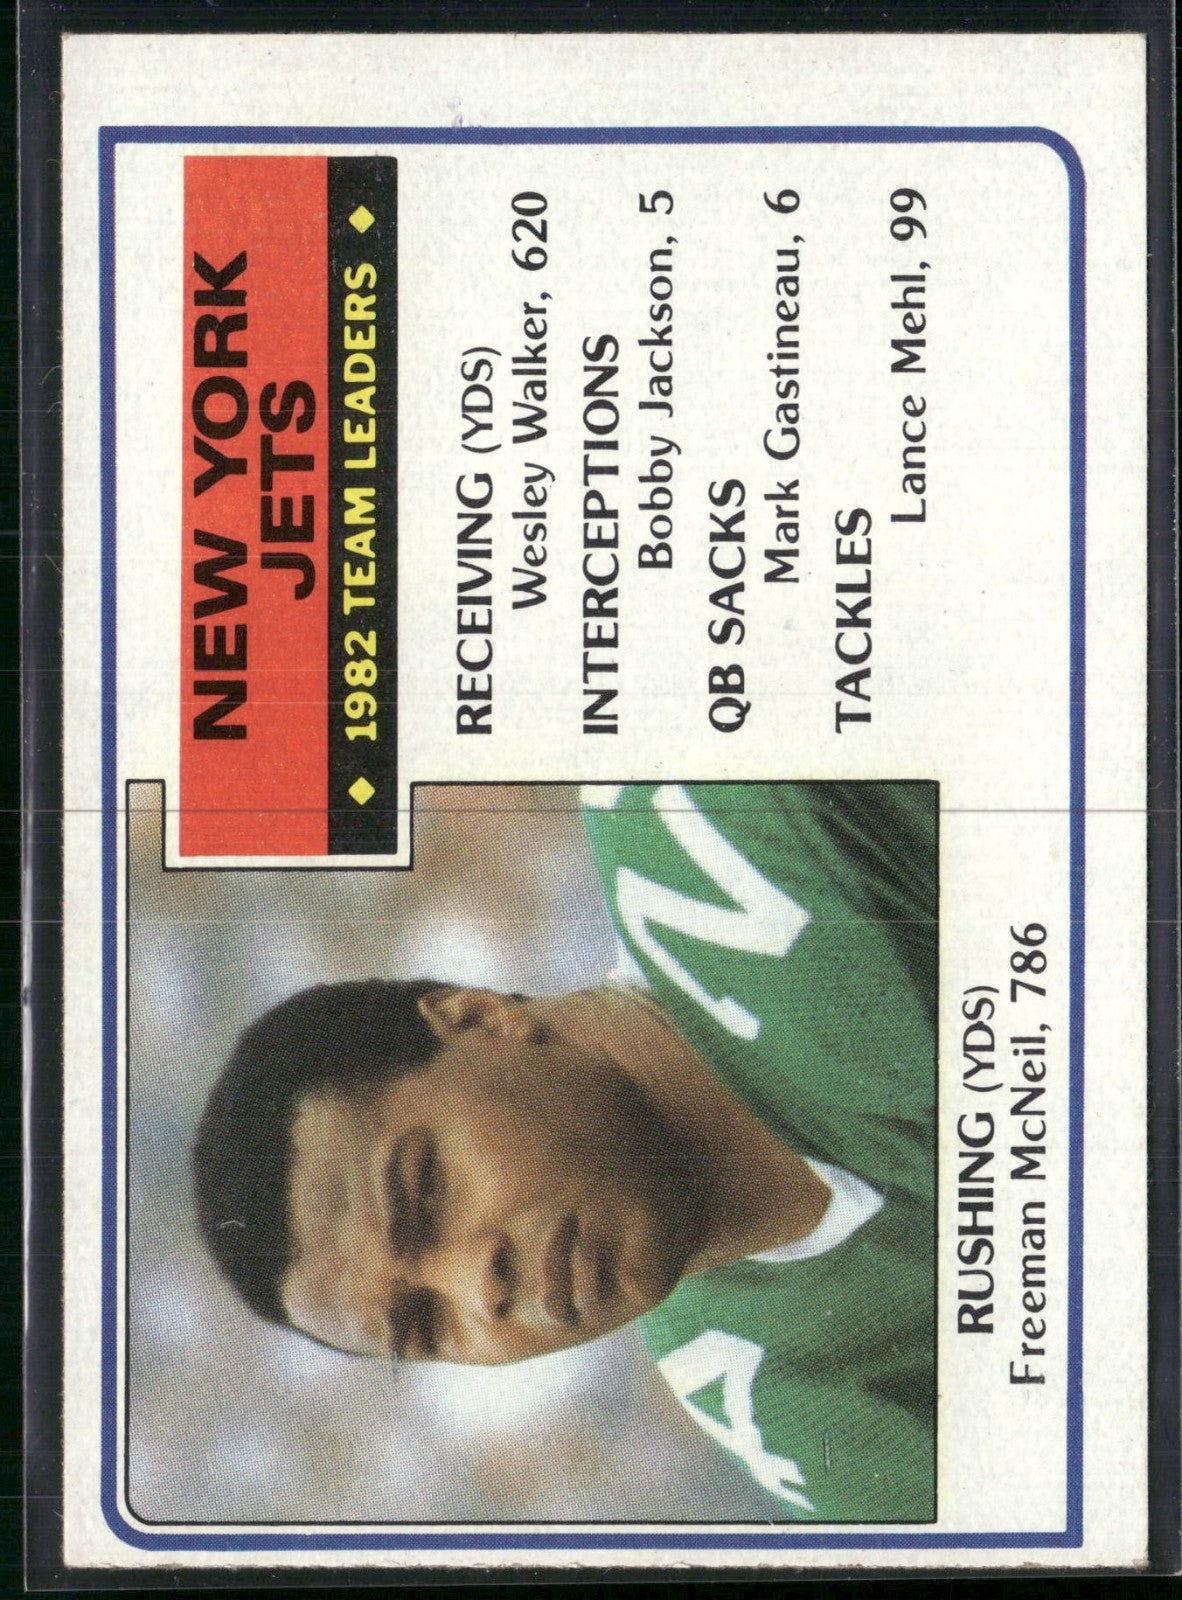 NEW YORK
JETS
1982 TEAM LEADERS
RECEIVING (YDS)
Wesley Walker, 620
INTERCEPTIONS
Bobby Jackson, 5
QB SACKS
Mark Gastineau, 6
TACKLES
Lance Mehl, 99
RUSHING (YDS)
Freeman McNeil, 786